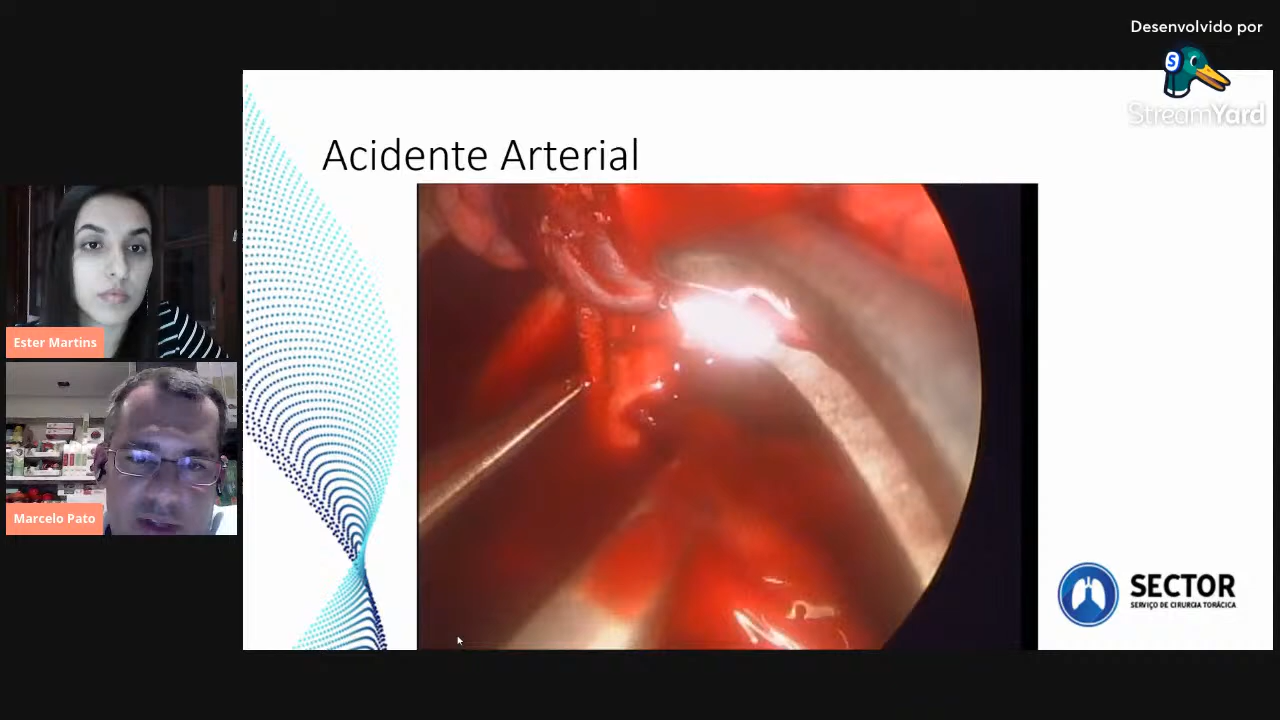 Desenvolvido por
S
StreamYard
Acidente Arterial
Ester Martins
Marcelo Pato
SECTOR
SERVIÇO DE CIRURGIA TORÁCICA